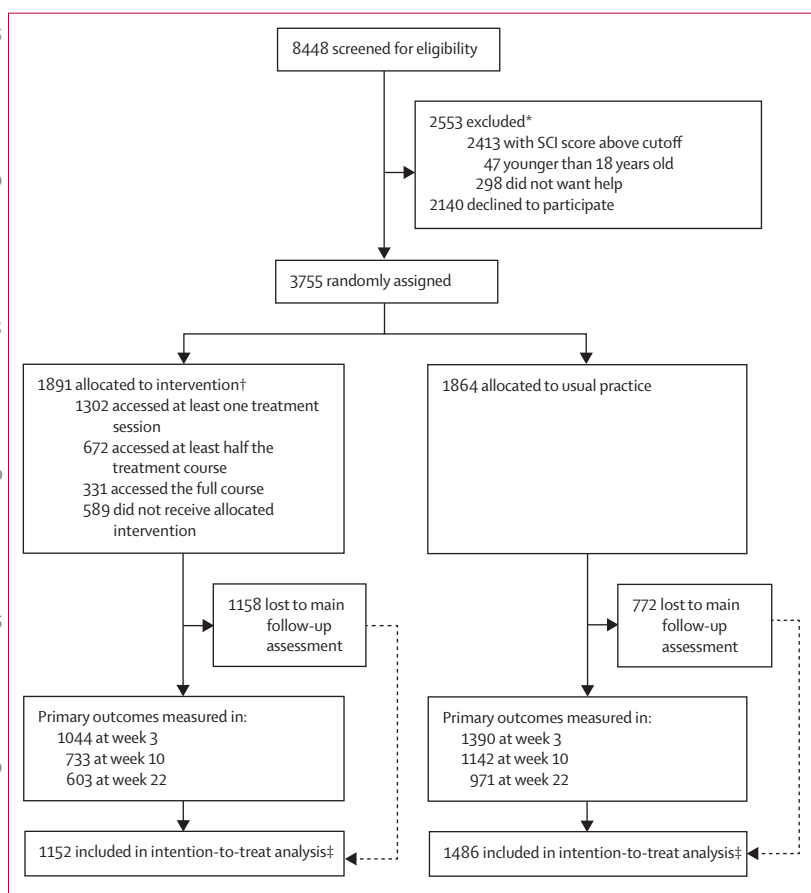 8448 screened for eligibility
2553 excluded*
2413 with SCI score above cutoff
47 younger than 18 years old
298 did not want help
2140 declined to participate
3755 randomly assigned
1891 allocated to intervention†
1302 accessed at least one treatment
session
672 accessed at least half the
treatment course
331 accessed the full course
589 did not receive allocated
intervention
1864 allocated to usual practice
1158 lost to main
follow-up
assessment
772 lost to main
follow-up
assessment
Primary outcomes measured in:
1044 at week 3
733 at week 10
603 at week 22
Primary outcomes measured in:
1390 at week 3
1142 at week 10
971 at week 22
1152 included in intention-to-treat analysis‡
1486 included in intention-to-treat analysis‡